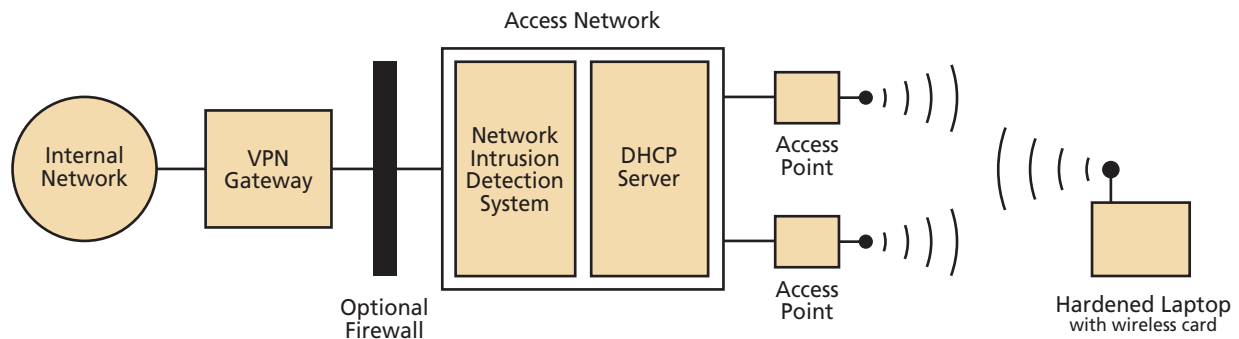 Access Network
Internal
Network
VPN
Gateway
Optional
Firewall
Network
Intrusion
Detection
System
DHCP
Server
Access
Point
Access
Point
Hardened Laptop
with wireless card